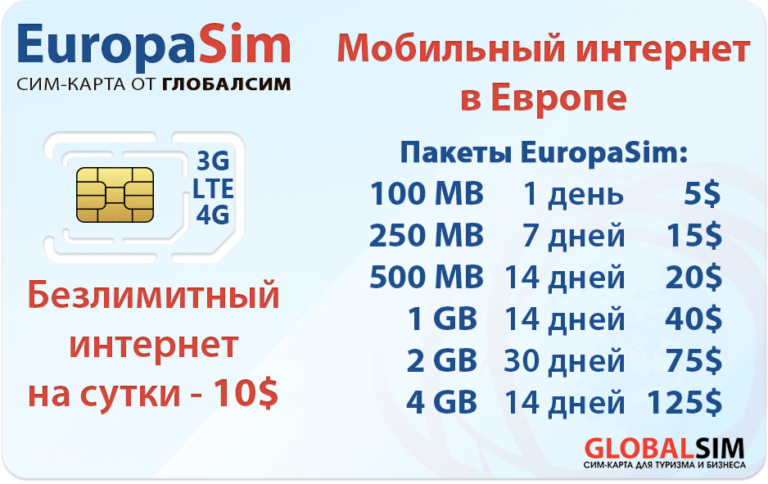 EuropaSim
СИМ-КАРТА ОТ ГЛОБАЛСИМ
3G
LTE
4G
Безлимитный
интернет
на сутки - 10$
Мобильный интернет
в Европе
Пакеты EuropaSim:
100 MB 1 день 5$
250 MB 7 дней 15$
500 MB 14 дней 20$
1 GB 14 дней 40$
2 GB 30 дней 75$
4 GB 14 дней 125$
GLOBALSIM
СИМ-КАРТА ДЛЯ ТУРИЗМА И БИЗНЕСА